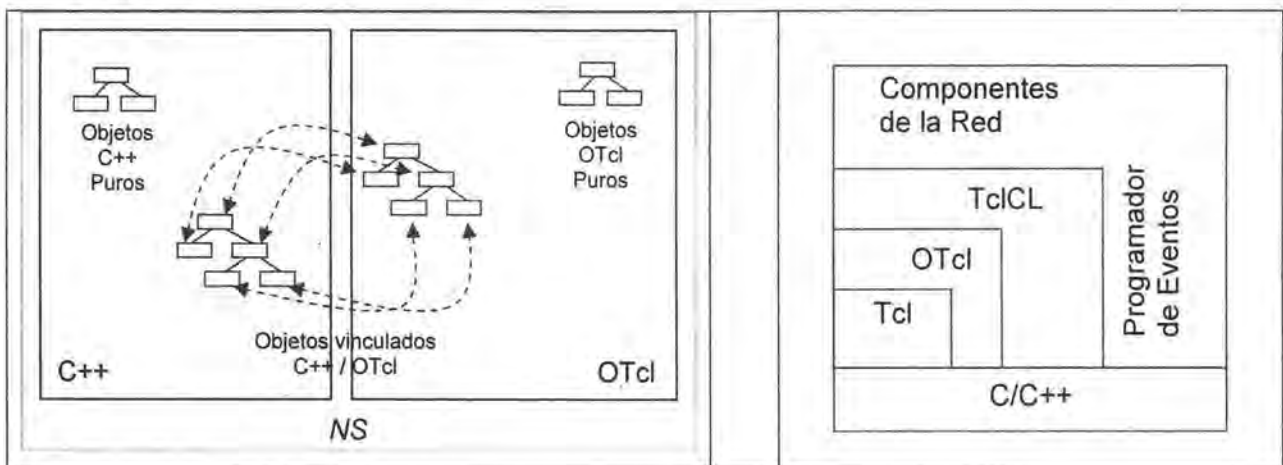 Objetos
C++
Puros
Objetos
OTcl
Puros
Objetos vinculados
C++ / OTcl
C++
OTcl
NS
Componentes
de la Red
TclCL
OTcl
Tcl
Programador
de Eventos
C/C++